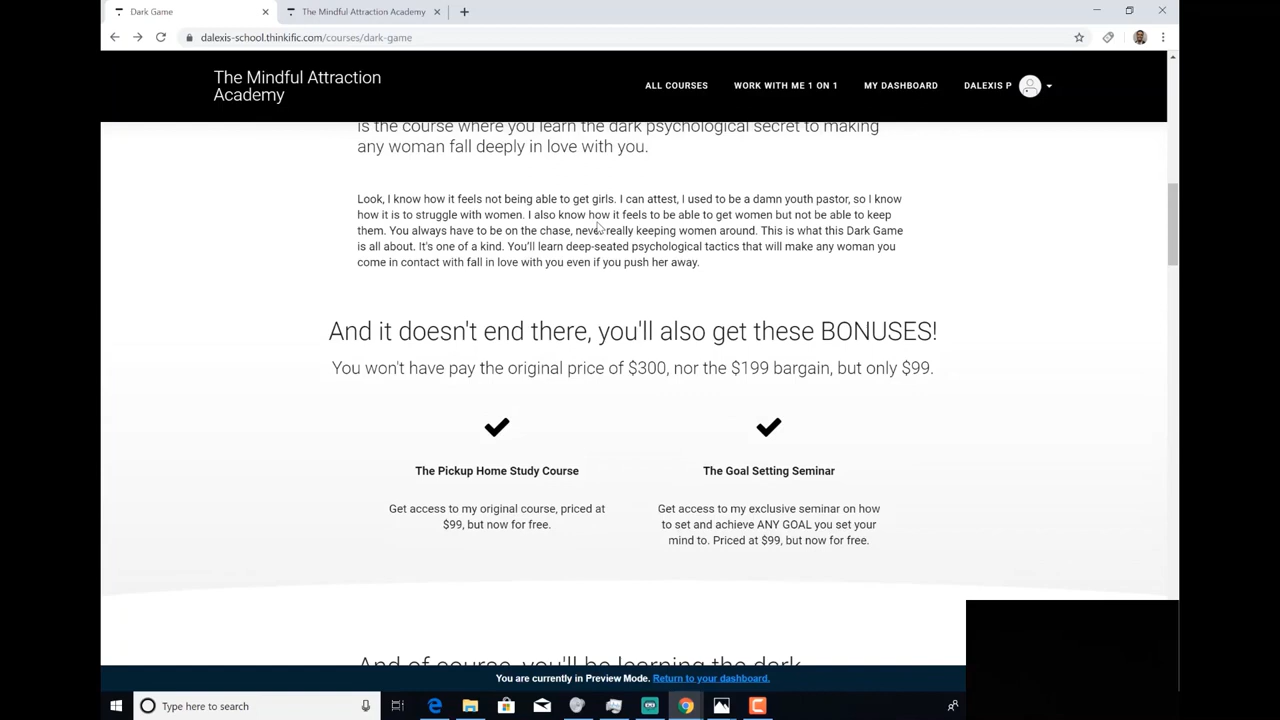 Dark Game
The Mindful Attraction Academy
dalexis-school.thinkific.com/courses/dark-game
The Mindful Attraction
Academy
ALL COURSES
WORK WITH ME 1 ON 1
MY DASHBOARD
DALEXIS P
is the course where you learn the dark psychological secret to making
any woman fall deeply in love with you.
Look, I know how it feels not being able to get girls. I can attest, I used to be a damn youth pastor, so I know
how it is to struggle with women. I also know how it feels to be able to get women but not be able to keep
them. You always have to be on the chase, never really keeping women around. This is what this Dark Game
is all about. It's one of a kind. You'll learn deep-seated psychological tactics that will make any woman you
come in contact with fall in love with you even if you push her away.
And it doesn't end there, you'll also get these BONUSES!
You won't have pay the original price of $300, nor the $199 bargain, but only $99.
The Pickup Home Study Course
Get access to my original course, priced at
$99, but now for free.
The Goal Setting Seminar
Get access to my exclusive seminar on how
to set and achieve ANY GOAL you set your
mind to. Priced at $99, but now for free.
And of course, you'll be learning the dark
You are currently in Preview Mode. Return to your dashboard.
Type here to search